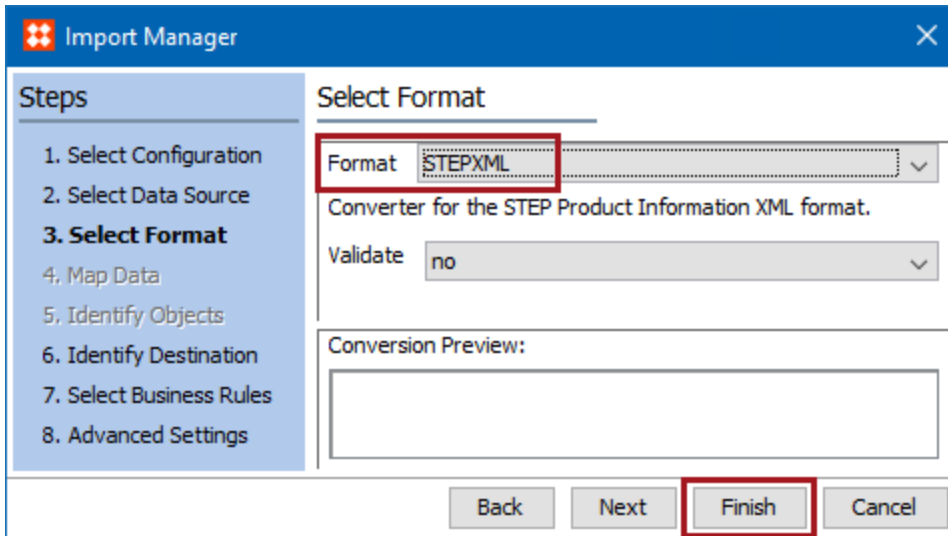 Import Manager
Steps
1. Select Configuration
2. Select Data Source
3. Select Format
4. Map Data
5. Identify Objects
6. Identify Destination
7. Select Business Rules
8. Advanced Settings
Select Format
Format STEPXML
Converter for the STEP Product Information XML format.
Validate no
Conversion Preview:
Back Next Finish Cancel